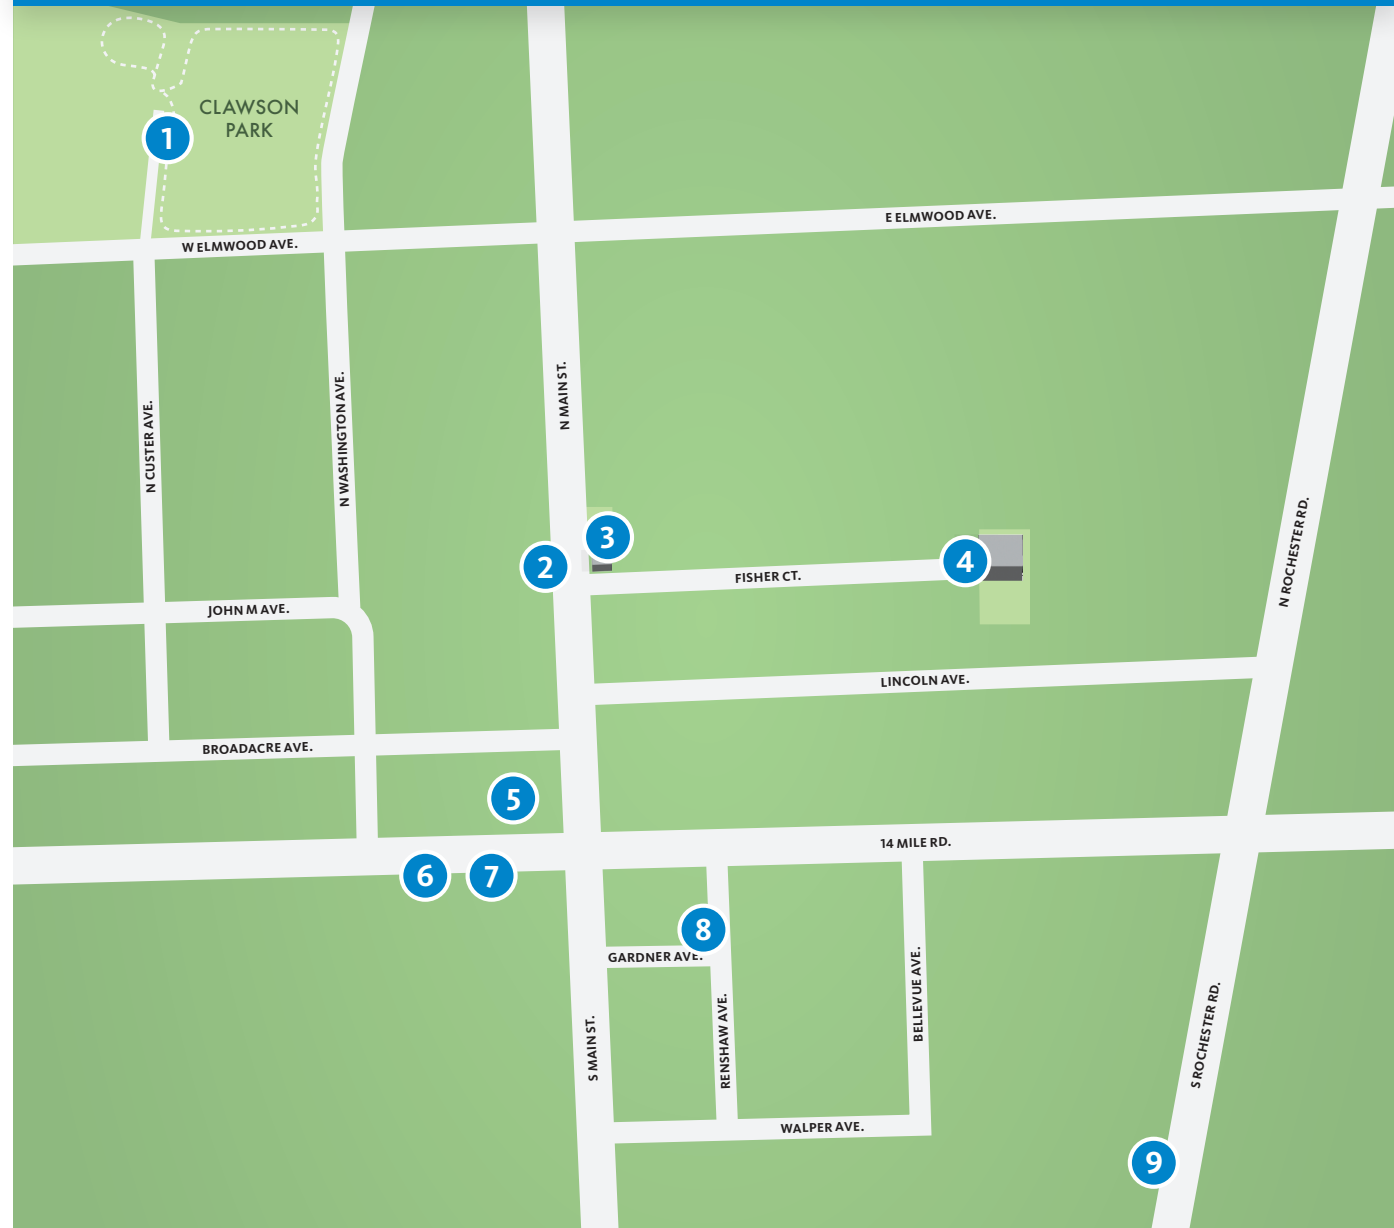 CLAWSON
PARK
1
E ELMWOOD AVE.
W ELMWOOD AVE.
N MAIN ST.
N CUSTER AVE.
N WASHINGTON AVE.
N ROCHESTER RD.
3
2
4
FISHER CT.
JOHN M AVE.
LINCOLN AVE.
BROADACRE AVE.
5
14 MILE RD.
6
7
8
GARDNER AVE.
BELLEVUE AVE.
S MAIN ST.
RENSHAW AVE.
S ROCHESTER RD.
WALPER AVE.
9